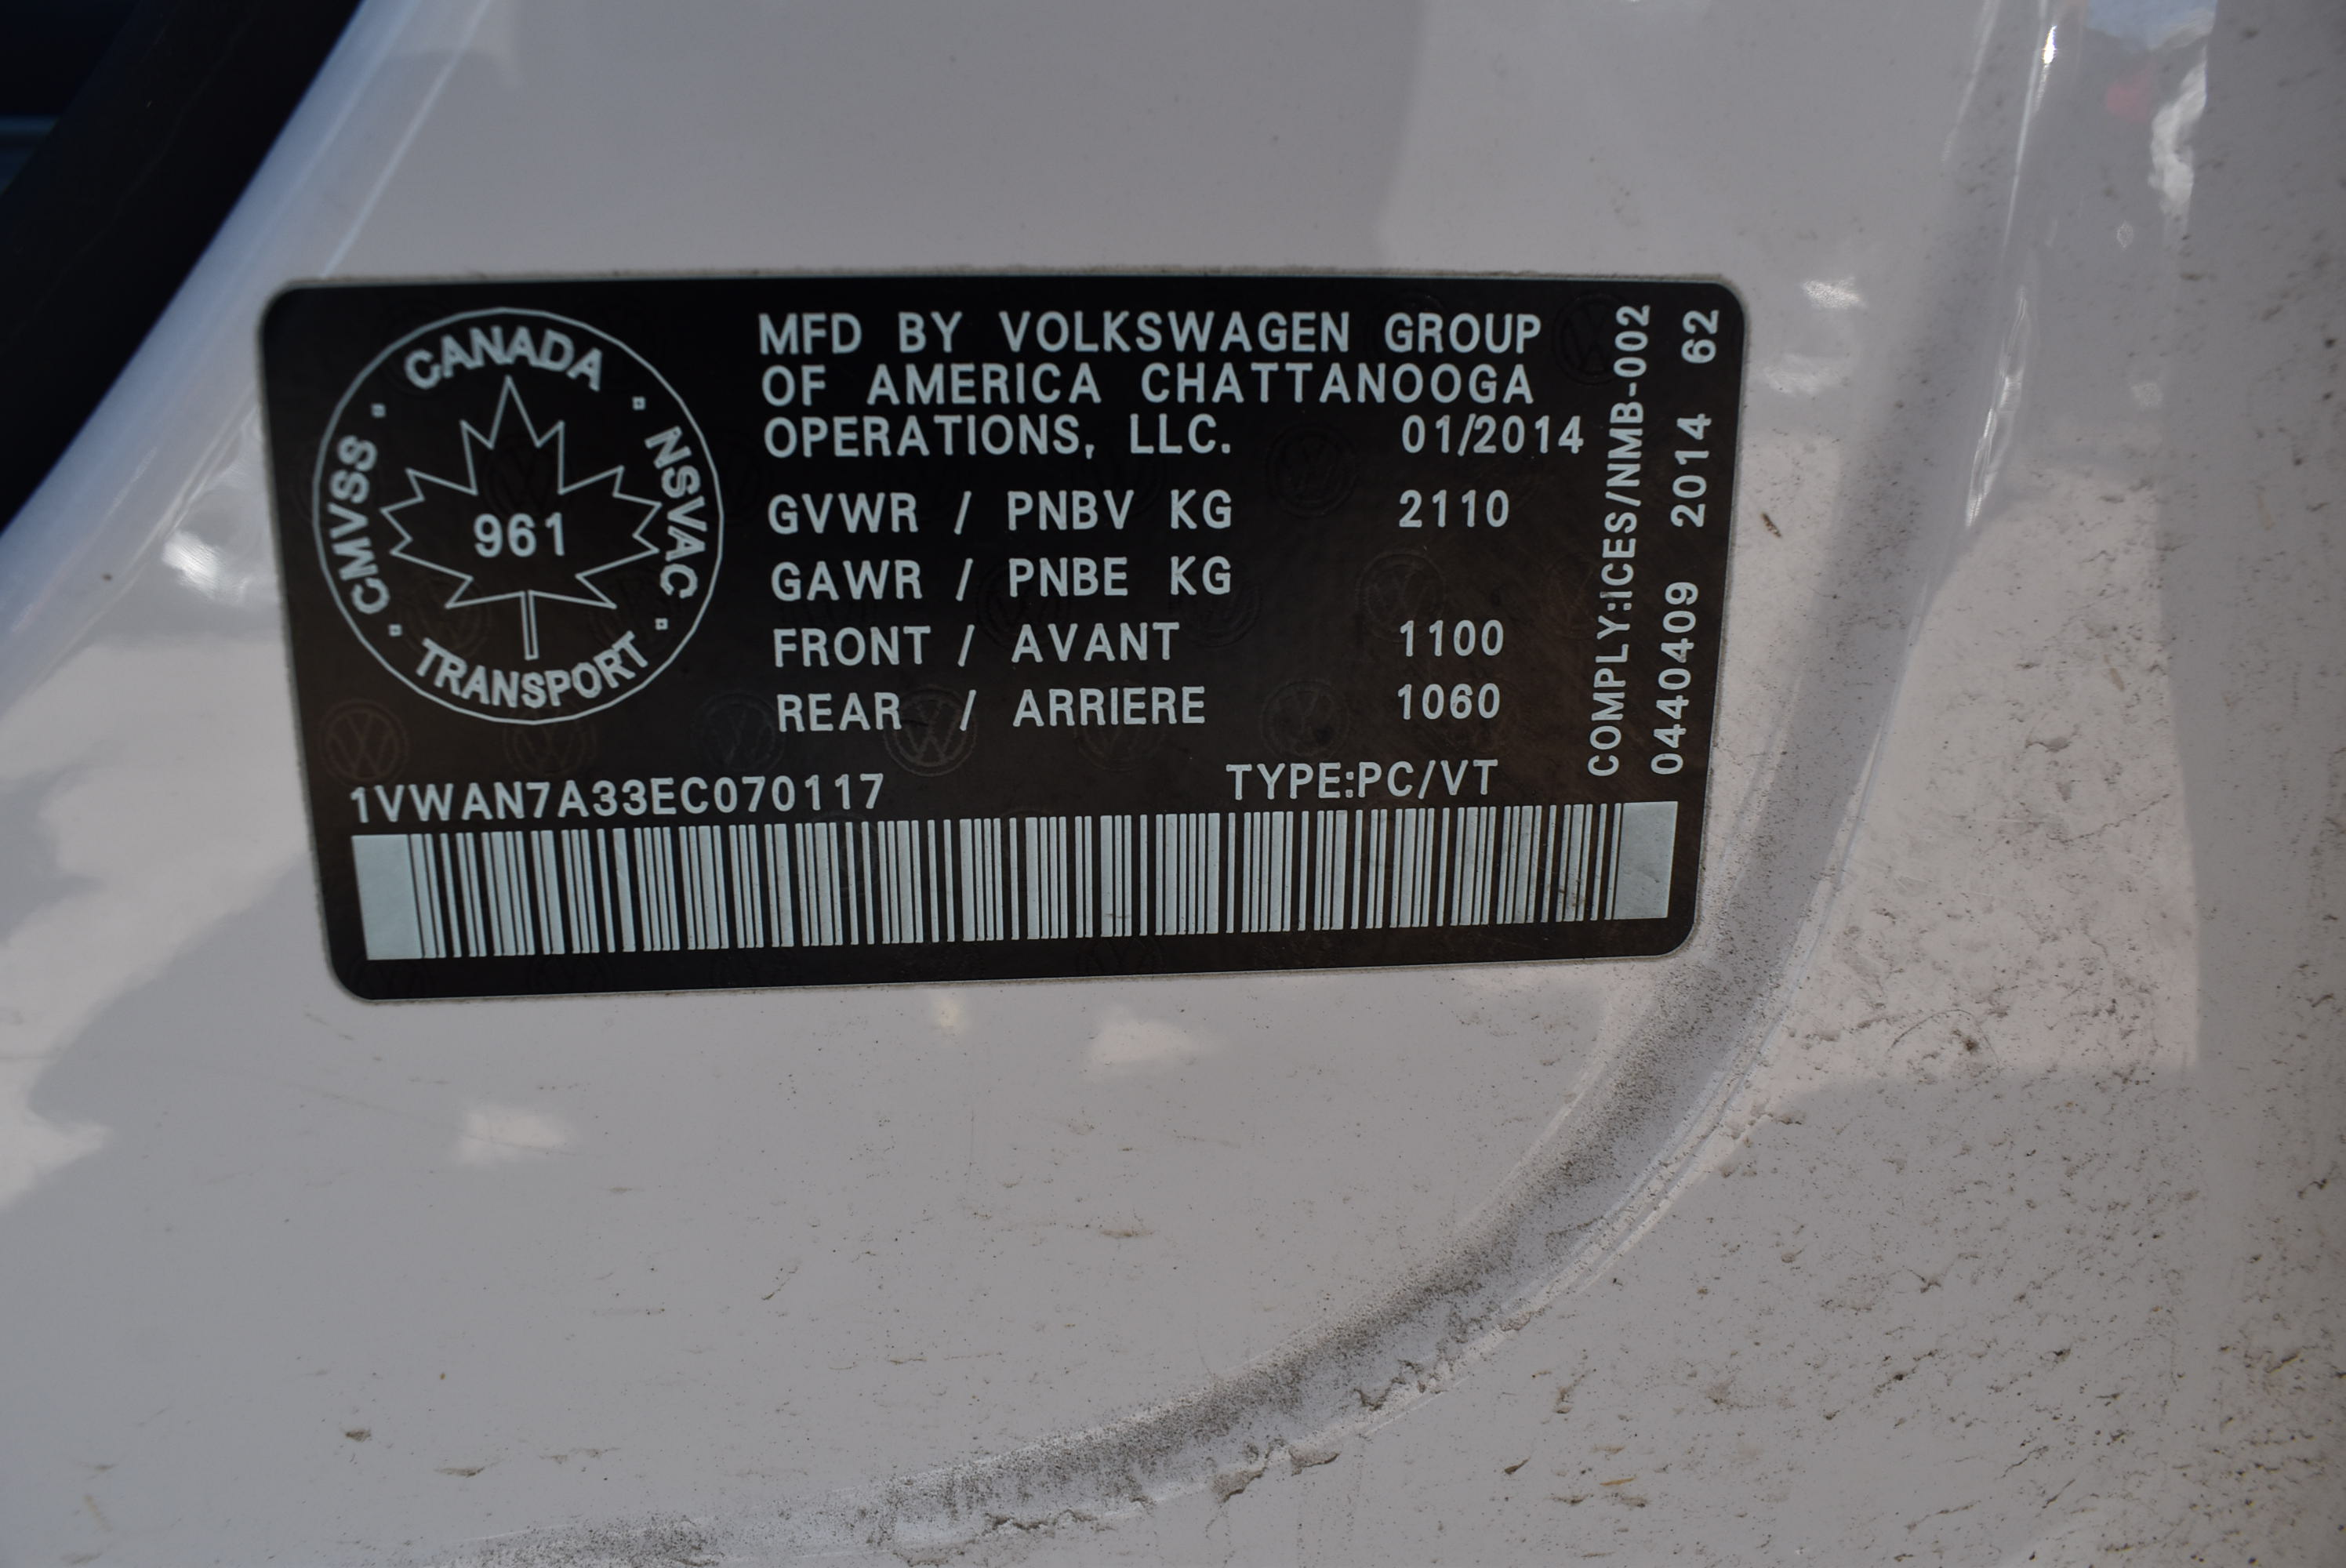 CANADA
CMVSS
NSVAC
961
TRANSPORT
MFD BY VOLKSWAGEN GROUP
OF AMERICA CHATTANOOGA
OPERATIONS, LLC. 01/2014
GVWR / PNBV KG 2110
GAWR / PNBE KG
FRONT / AVANT 1100
REAR / ARRIERE 1060
1VWAN7A33EC070117 TYPE:PC/VT
COMPLY:ICES/NMB-002
0440409 2014 62